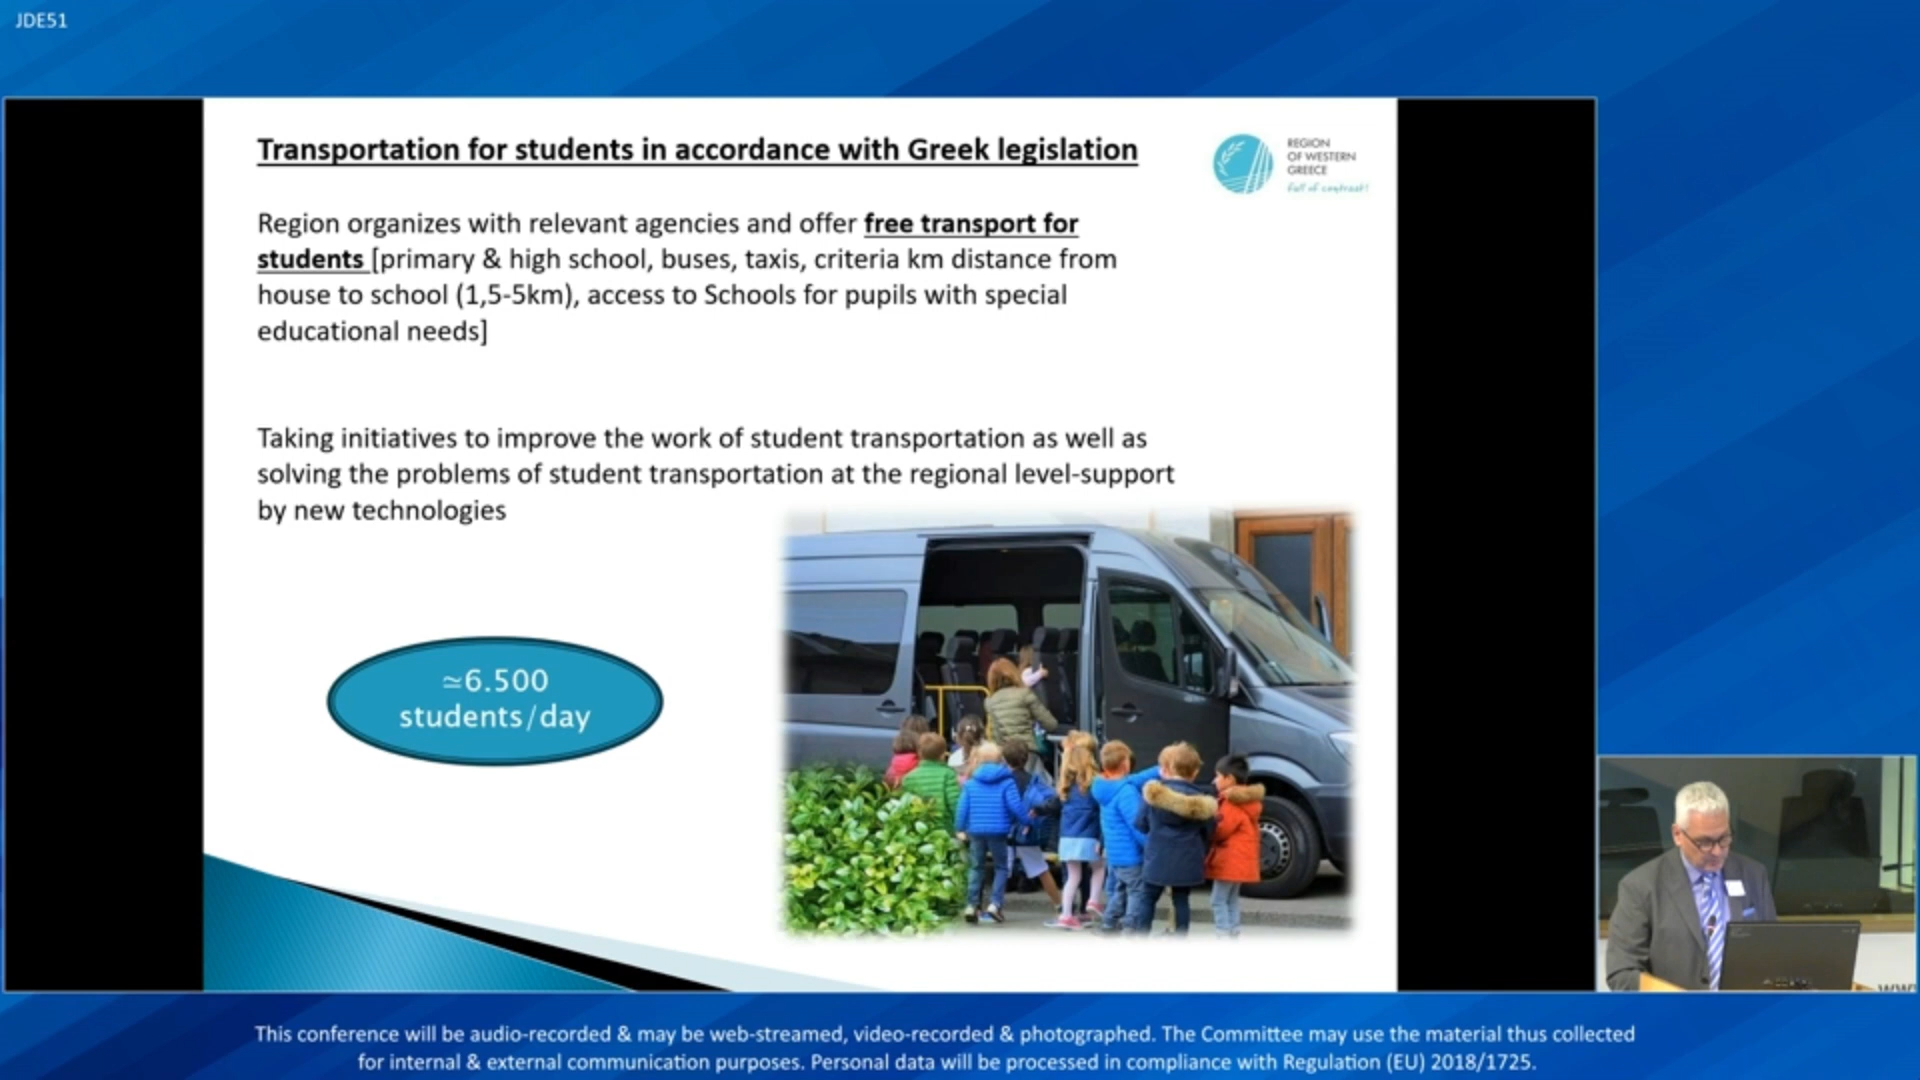 JDE51
Transportation for students in accordance with Greek legislation
REGION
OF WESTERN
GREECE
full of contrast!
Region organizes with relevant agencies and offer free transport for
students [primary & high school, buses, taxis, criteria km distance from
house to school (1,5-5km), access to Schools for pupils with special
educational needs]
Taking initiatives to improve the work of student transportation as well as
solving the problems of student transportation at the regional level-support
by new technologies
≃6.500
students/day
This conference will be audio-recorded & may be web-streamed, video-recorded & photographed. The Committee may use the material thus collected
for internal & external communication purposes. Personal data will be processed in compliance with Regulation (EU) 2018/1725.